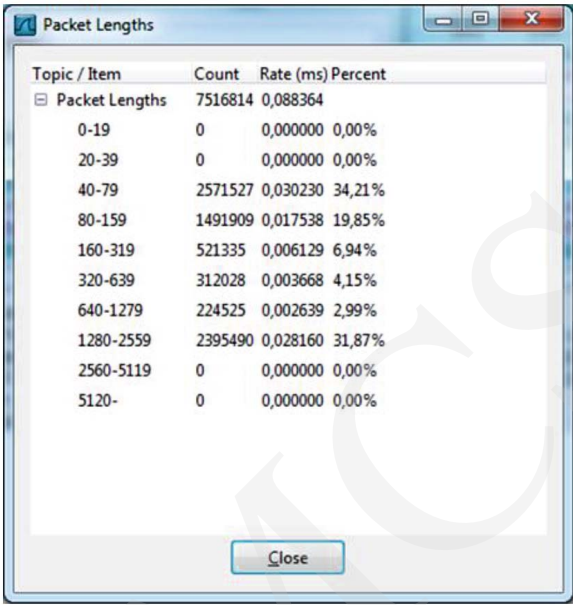 Packet Lengths
Topic / Item Count Rate (ms) Percent
Packet Lengths 7516814 0,088364
0-19 0 0,000000 0,00%
20-39 0 0,000000 0,00%
40-79 2571527 0,030230 34,21%
80-159 1491909 0,017538 19,85%
160-319 521335 0,006129 6,94%
320-639 312028 0,003668 4,15%
640-1279 224525 0,002639 2,99%
1280-2559 2395490 0,028160 31,87%
2560-5119 0 0,000000 0,00%
5120- 0 0,000000 0,00%
Close